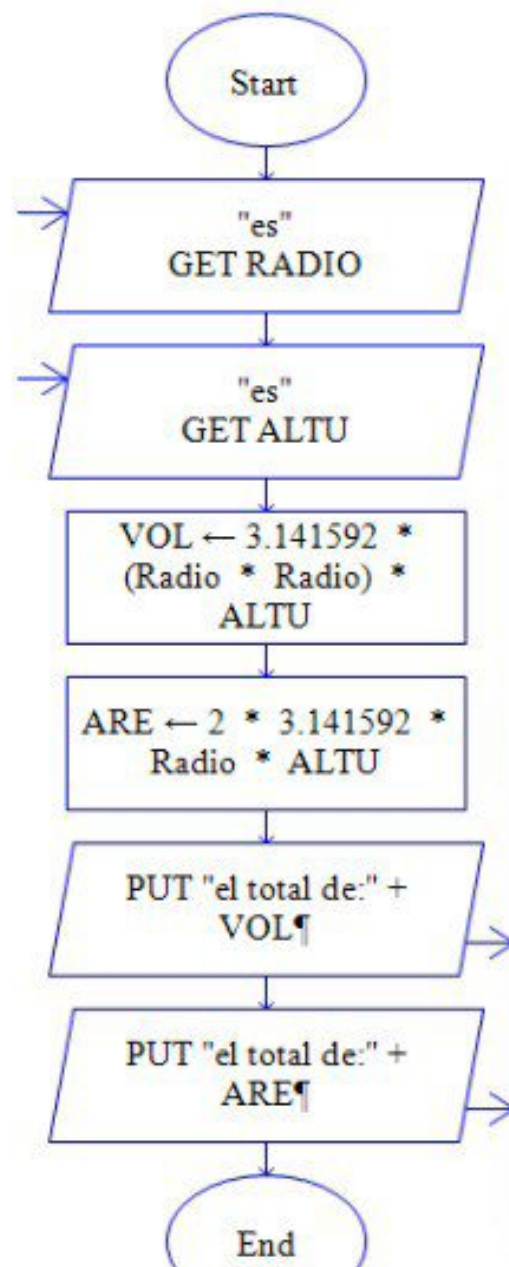 Start
"es"
GET RADIO
"es"
GET ALTU
VOL ← 3.141592 *
(Radio * Radio) *
ALTU
ARE ← 2 * 3.141592 *
Radio * ALTU
PUT "el total de:" +
VOL¶
PUT "el total de:" +
ARE¶
End